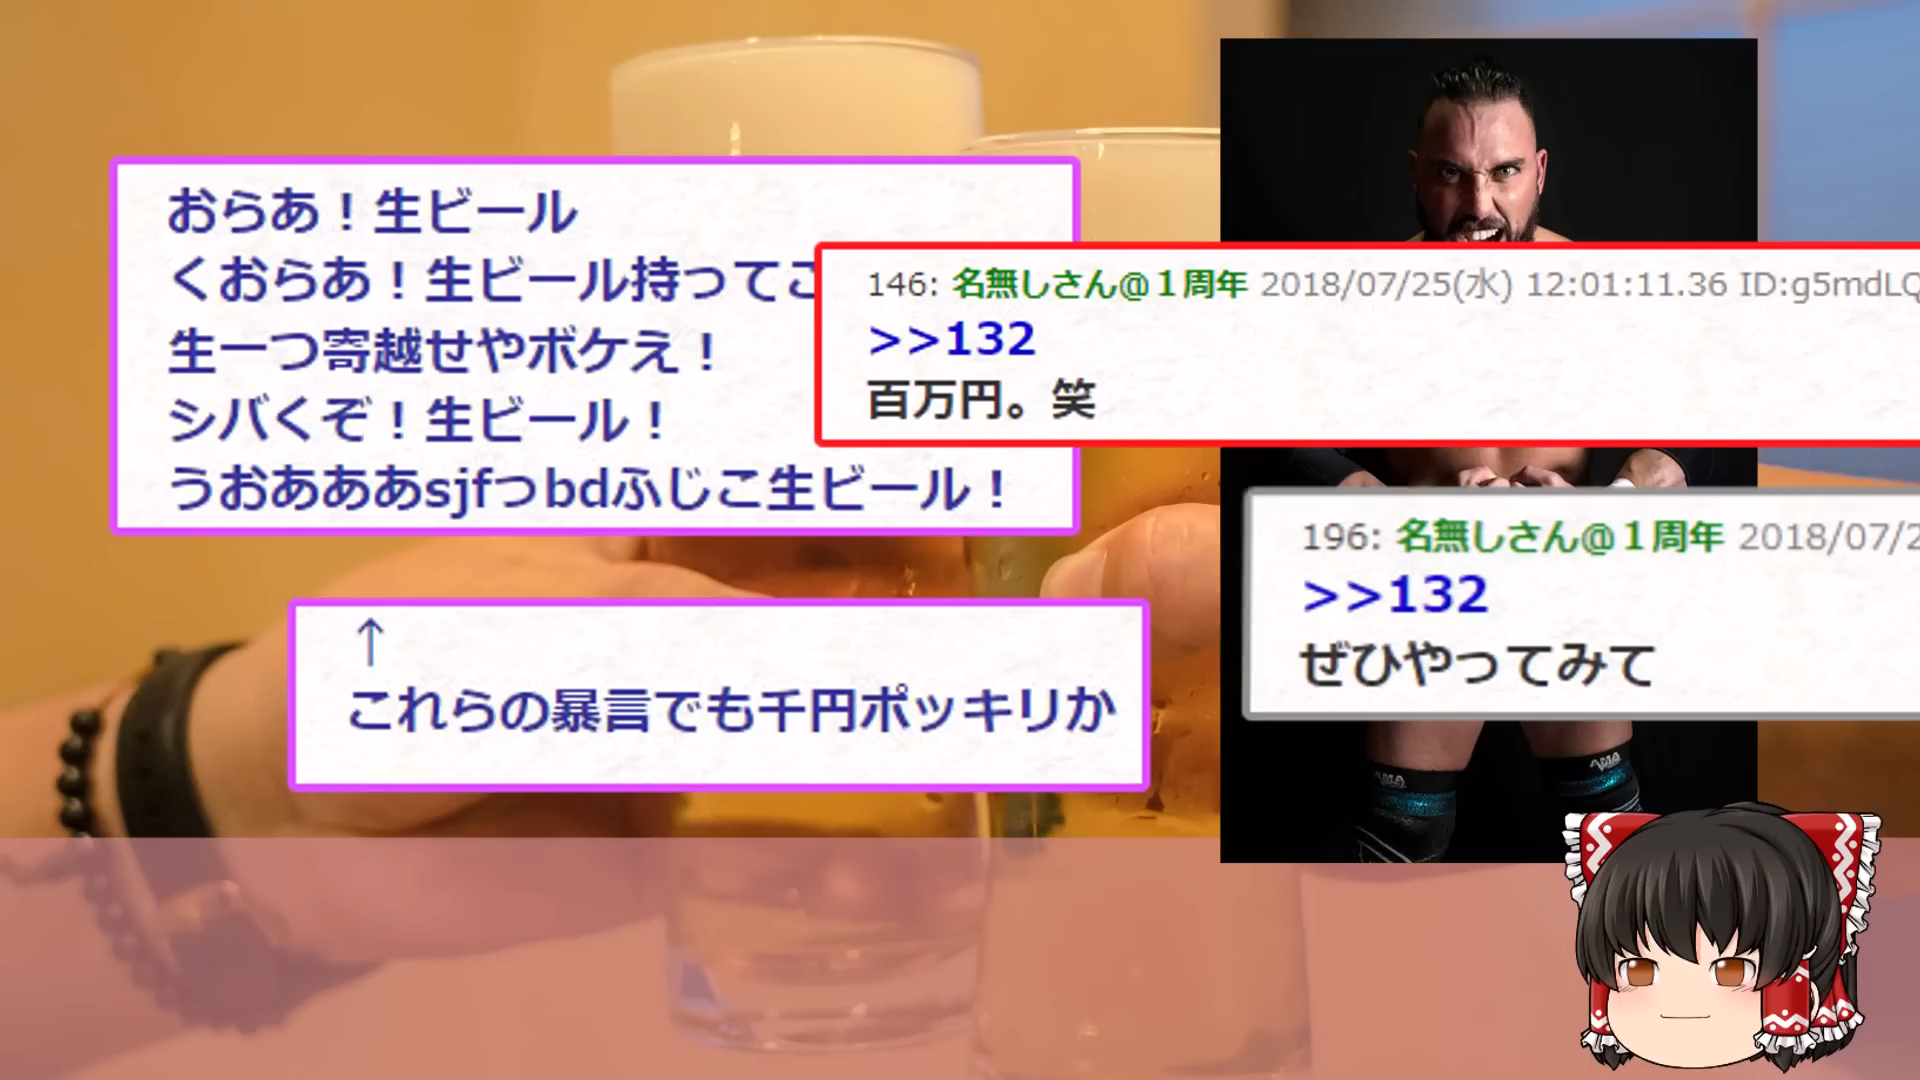 おらあ！生ビール
くおらあ！生ビール持ってこ
生一つ寄越せやボケえ！
シバくぞ！生ビール！
うおあああsjfつbdふじこ生ビール！
↑
これらの暴言でも千円ポッキリか
146: 名無しさん@１周年 2018/07/25(水) 12:01:11.36 ID:g5mdLQ
>>132
百万円。笑
196: 名無しさん@１周年 2018/07/2
>>132
ぜひやってみて